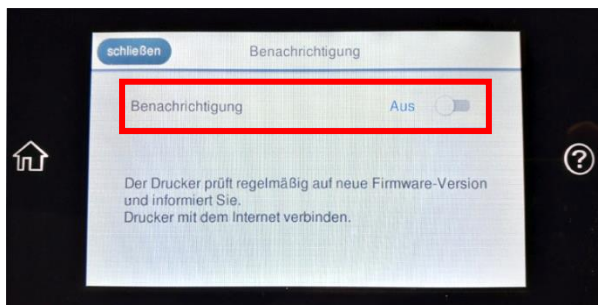 schließen
Benachrichtigung
Benachrichtigung Aus
Der Drucker prüft regelmäßig auf neue Firmware-Version
und informiert Sie.
Drucker mit dem Internet verbinden.
?